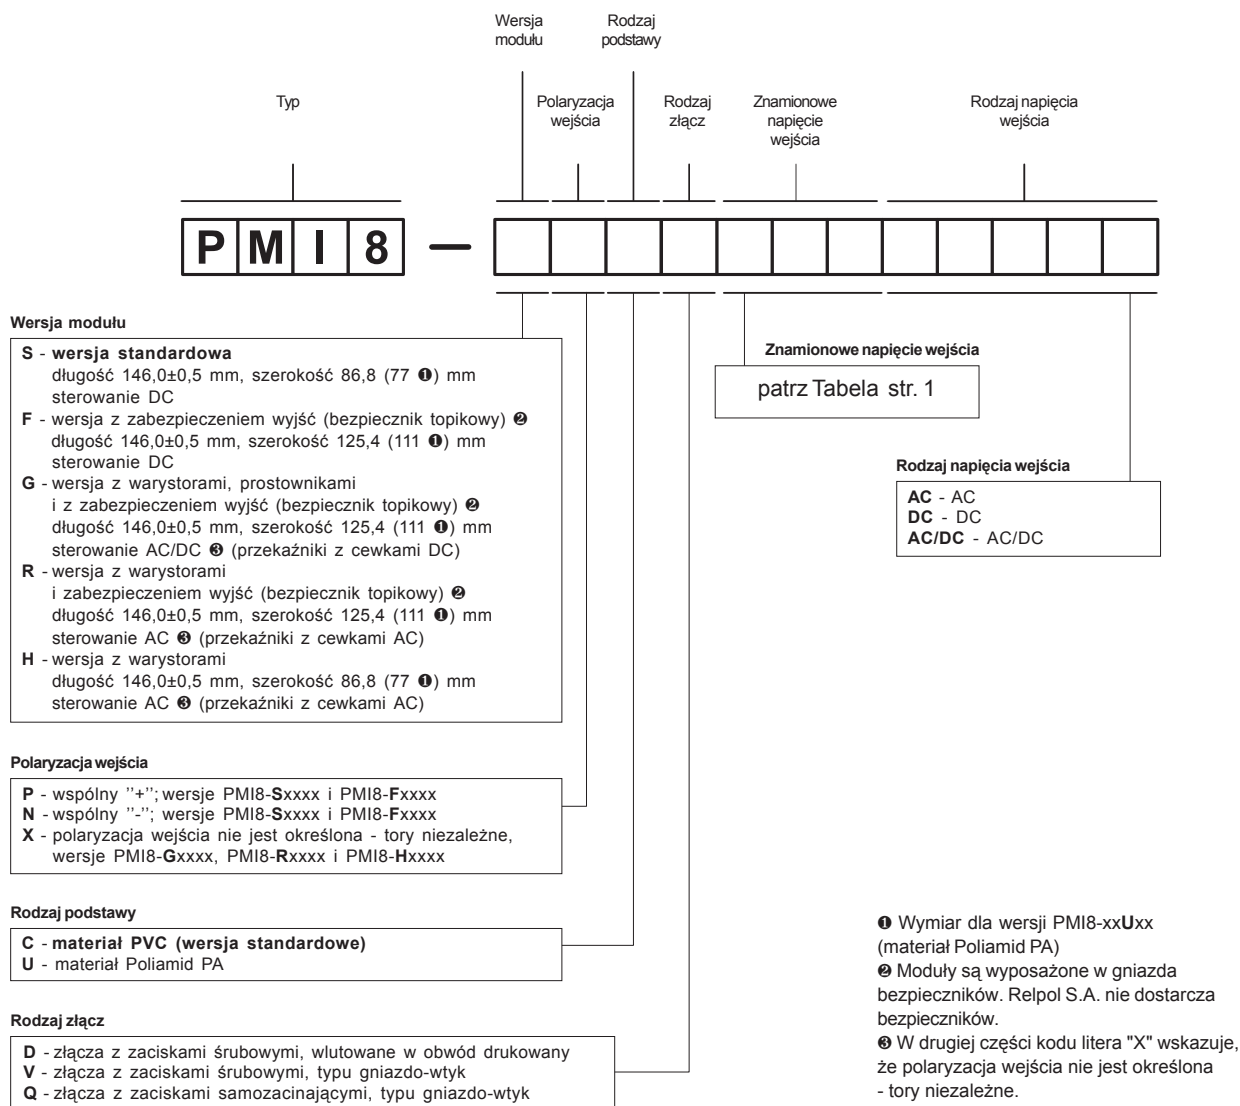 Wersja
modułu
Rodzaj
podstawy
Typ
Polaryzacja
wejścia
Rodzaj
złącz
Znamionowe
napięcie
wejścia
Rodzaj napięcia
wejścia
PMI8 —
Wersja modułu
S - wersja standardowa
długość 146,0±0,5 mm, szerokość 86,8 (77 ❶) mm
sterowanie DC
F - wersja z zabezpieczeniem wyjść (bezpiecznik topikowy) ❷
długość 146,0±0,5 mm, szerokość 125,4 (111 ❶) mm
sterowanie DC
G - wersja z warystorami, prostownikami
i z zabezpieczeniem wyjść (bezpiecznik topikowy) ❷
długość 146,0±0,5 mm, szerokość 125,4 (111 ❶) mm
sterowanie AC/DC ❸ (przekaźniki z cewkami DC)
R - wersja z warystorami
i zabezpieczeniem wyjść (bezpiecznik topikowy) ❷
długość 146,0±0,5 mm, szerokość 125,4 (111 ❶) mm
sterowanie AC ❸ (przekaźniki z cewkami AC)
H - wersja z warystorami
długość 146,0±0,5 mm, szerokość 86,8 (77 ❶) mm
sterowanie AC ❸ (przekaźniki z cewkami AC)
Znamionowe napięcie wejścia
patrz Tabela str. 1
Rodzaj napięcia wejścia
AC - AC
DC - DC
AC/DC - AC/DC
Polaryzacja wejścia
P - wspólny ''+''; wersje PMI8-Sxxxx i PMI8-Fxxxx
N - wspólny ''-''; wersje PMI8-Sxxxx i PMI8-Fxxxx
X - polaryzacja wejścia nie jest określona - tory niezależne,
wersje PMI8-Gxxxx, PMI8-Rxxxx i PMI8-Hxxxx
Rodzaj podstawy
C - materiał PVC (wersja standardowe)
U - materiał Poliamid PA
Rodzaj złącz
D - złącza z zaciskami śrubowymi, wlutowane w obwód drukowany
V - złącza z zaciskami śrubowymi, typu gniazdo-wtyk
Q - złącza z zaciskami samozacinającymi, typu gniazdo-wtyk
❶ Wymiar dla wersji PMI8-xxUxx
(materiał Poliamid PA)
❷ Moduły są wyposażone w gniazda
bezpieczników. Relpol S.A. nie dostarcza
bezpieczników.
❸ W drugiej części kodu litera "X" wskazuje,
że polaryzacja wejścia nie jest określona
- tory niezależne.